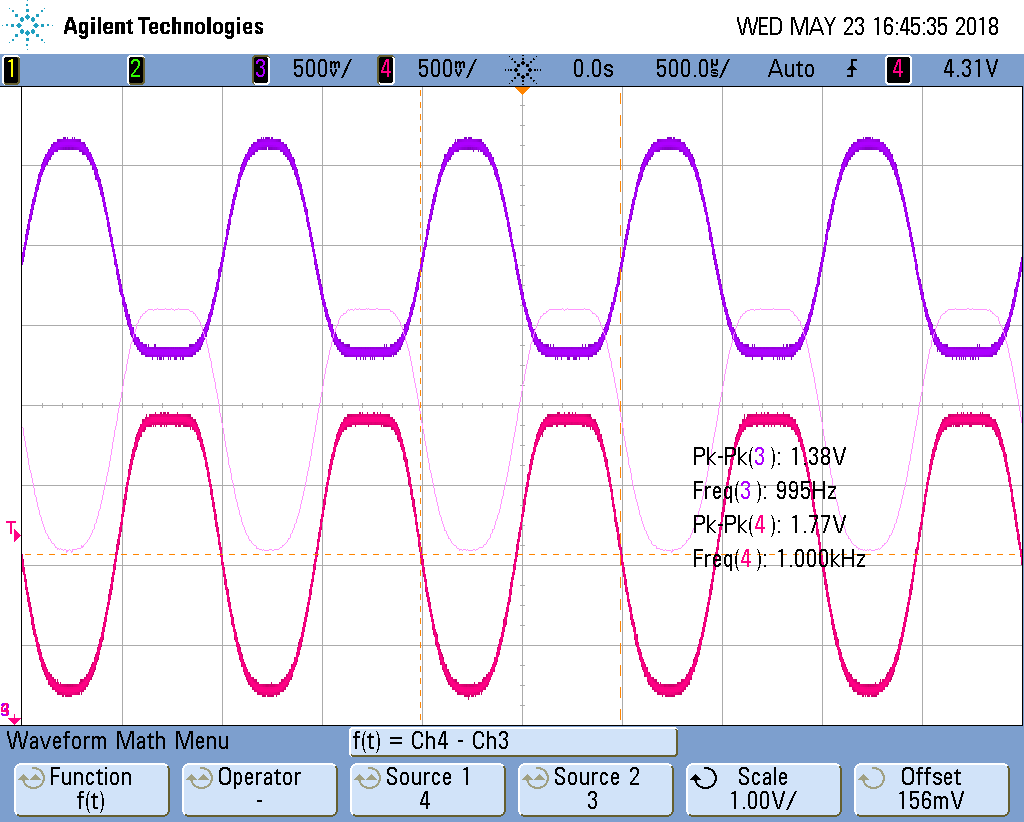 Agilent Technologies WED MAY 23 16:45:35 2018
1 2 3 500mV/ 4 500mV/ 0.0s 500.0us/ Auto 4 4.31V
Pk-Pk(3): 1.38V
Freq(3): 995Hz
Pk-Pk(4): 1.77V
Freq(4): 1.000kHz
T
Waveform Math Menu f(t) = Ch4 - Ch3
Function Operator Source 1 Source 2 Scale Offset
f(t) - 4 3 1.00V/ 156mV